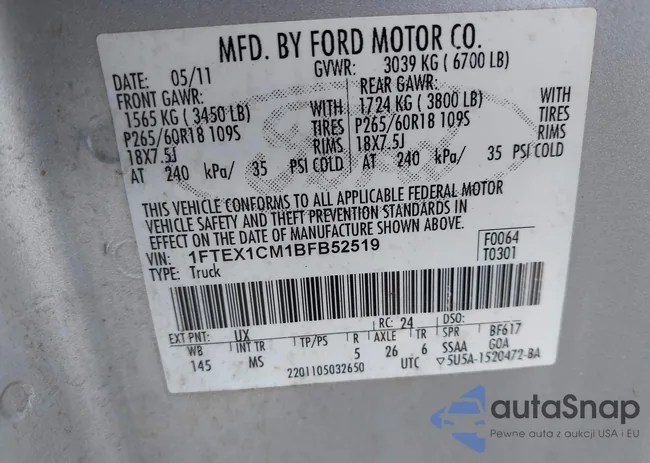 MFD. BY FORD MOTOR CO.
DATE: 05/11 GVWR: 3039 KG ( 6700 LB)
FRONT GAWR: REAR GAWR:
1565 KG ( 3450 LB) WITH 1724 KG ( 3800 LB) WITH
P265/60R18 109S TIRES P265/60R18 109S TIRES
18X7.5J RIMS 18X7.5J RIMS
AT 240 kPa/ 35 PSI COLD AT 240 kPa/ 35 PSI COLD
THIS VEHICLE CONFORMS TO ALL APPLICABLE FEDERAL MOTOR
VEHICLE SAFETY AND THEFT PREVENTION STANDARDS IN
EFFECT ON THE DATE OF MANUFACTURE SHOWN ABOVE.
VIN: 1FTEX1CM1BFB52519 F0064
TYPE: Truck T0301
EXT PNT: UX RC: 24 DSO:
WB INT TR TP/PS R AXLE TR SPR BF617
145 MS 5 26 6 SSAA GOA
2201105032650 UTC ▽5U5A-1520472-BA
autaSnap
Pewne auta z aukcji USA i EU